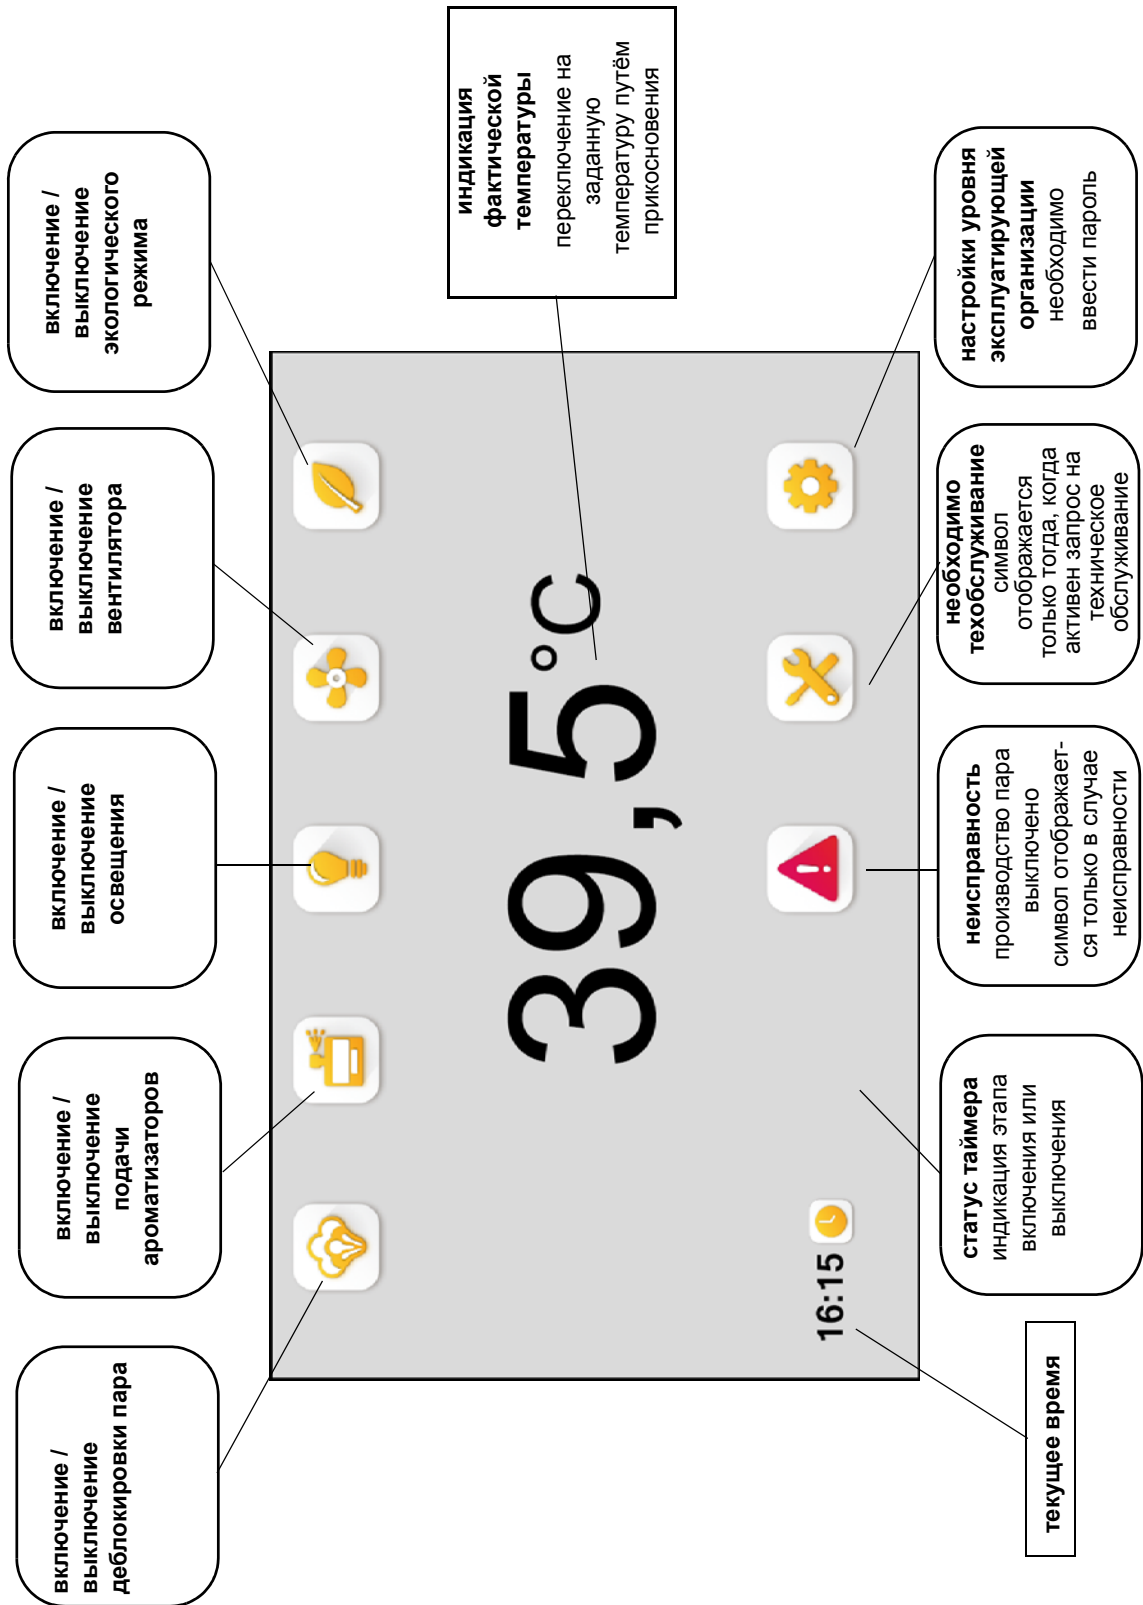 включение /
выключение
деблокировки пара
включение /
выключение
подачи
ароматизаторов
включение /
выключение
освещения
включение /
выключение
вентилятора
включение /
выключение
экологического
режима
индикация
фактической
температуры
переключение на
заданную
температуру путём
прикосновения
39,5°C
16:15
текущее время
статус таймера
индикация этапа
включения или
выключения
неисправность
производство пара
выключено
символ отображает-
ся только в случае
неисправности
необходимо
техобслуживание
символ
отображается
только тогда, когда
активен запрос на
техническое
обслуживание
настройки уровня
эксплуатирующей
организации
необходимо
ввести пароль